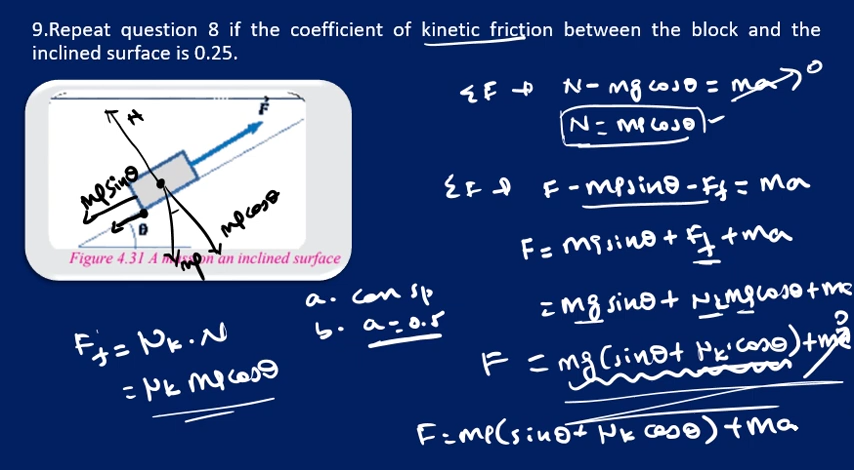 9.Repeat question 8 if the coefficient of kinetic friction between the block and the
inclined surface is 0.25.
ΣF → N - mg cosθ = ma → 0
N = mg cosθ
N
F
mg sinθ
mg cosθ
θ
mg
Figure 4.31 A on an inclined surface
ΣF → F - mg sinθ - Ff = ma
F = mg sinθ + Ff + ma
= mg sinθ + μk mg cosθ + ma
a. con sp
b. a = 0.5
Ff = μk . N
= μk mg cosθ
F = mg (sinθ + μk . cosθ) + ma 0
F = mg (sinθ + μk cosθ) + ma